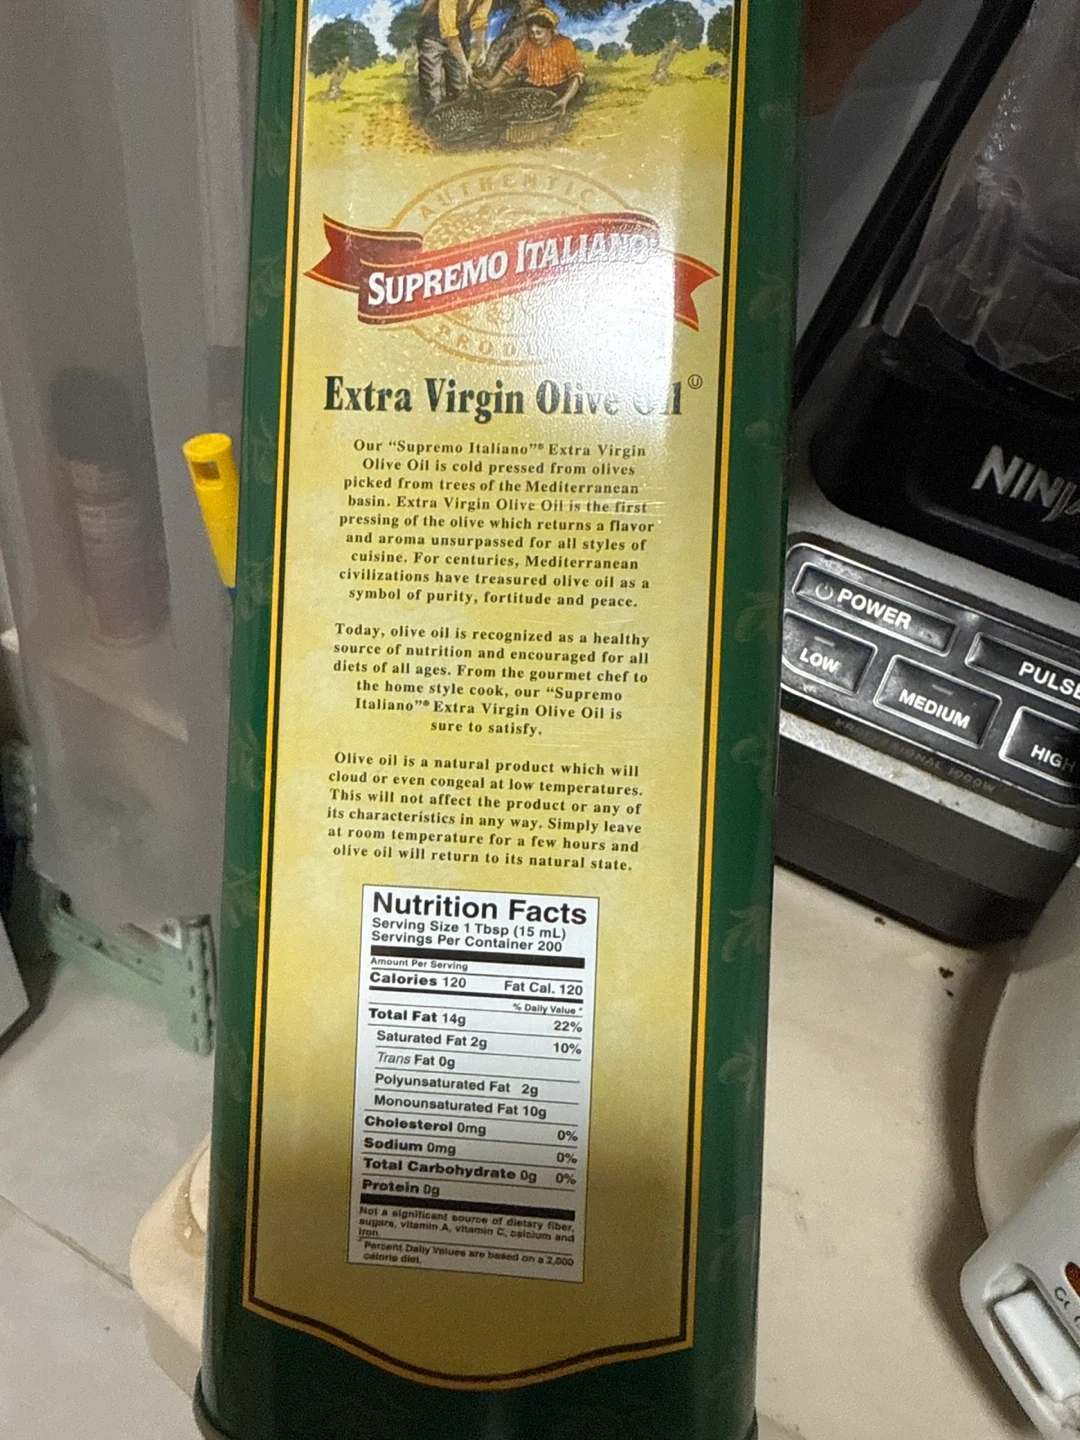 AUTHENTIC
SUPREMO ITALIANO
Extra Virgin Olive Oil Ⓤ
Our “Supremo Italiano”® Extra Virgin
Olive Oil is cold pressed from olives
picked from trees of the Mediterranean
basin. Extra Virgin Olive Oil is the first
pressing of the olive which returns a flavor
and aroma unsurpassed for all styles of
cuisine. For centuries, Mediterranean
civilizations have treasured olive oil as a
symbol of purity, fortitude and peace.
Today, olive oil is recognized as a healthy
source of nutrition and encouraged for all
diets of all ages. From the gourmet chef to
the home style cook, our “Supremo
Italiano”® Extra Virgin Olive Oil is
sure to satisfy.
Olive oil is a natural product which will
cloud or even congeal at low temperatures.
This will not affect the product or any of
its characteristics in any way. Simply leave
at room temperature for a few hours and
olive oil will return to its natural state.
Nutrition Facts
Serving Size 1 Tbsp (15 mL)
Servings Per Container 200
Amount Per Serving
Calories 120 Fat Cal. 120
% Daily Value*
Total Fat 14g 22%
Saturated Fat 2g 10%
Trans Fat 0g
Polyunsaturated Fat 2g
Monounsaturated Fat 10g
Cholesterol 0mg 0%
Sodium 0mg 0%
Total Carbohydrate 0g 0%
Protein 0g
Not a significant source of dietary fiber,
sugars, vitamin A, vitamin C, calcium and
iron.
*Percent Daily Values are based on a 2,000
calorie diet.
NINJA
POWER
PULSE
LOW
MEDIUM
HIGH
PROFESSIONAL 1000W